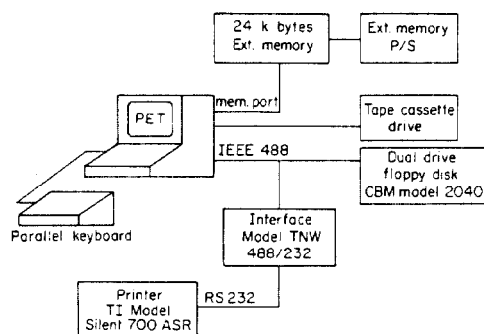 24 k bytes
Ext. memory
Ext. memory
P/S
mem. port
PET
Tape cassette
drive
IEEE 488
Dual drive
floppy disk
CBM model 2040
Parallel keyboard
Interface
Model TNW
488/232
Printer
TI Model
Silent 700 ASR
RS 232